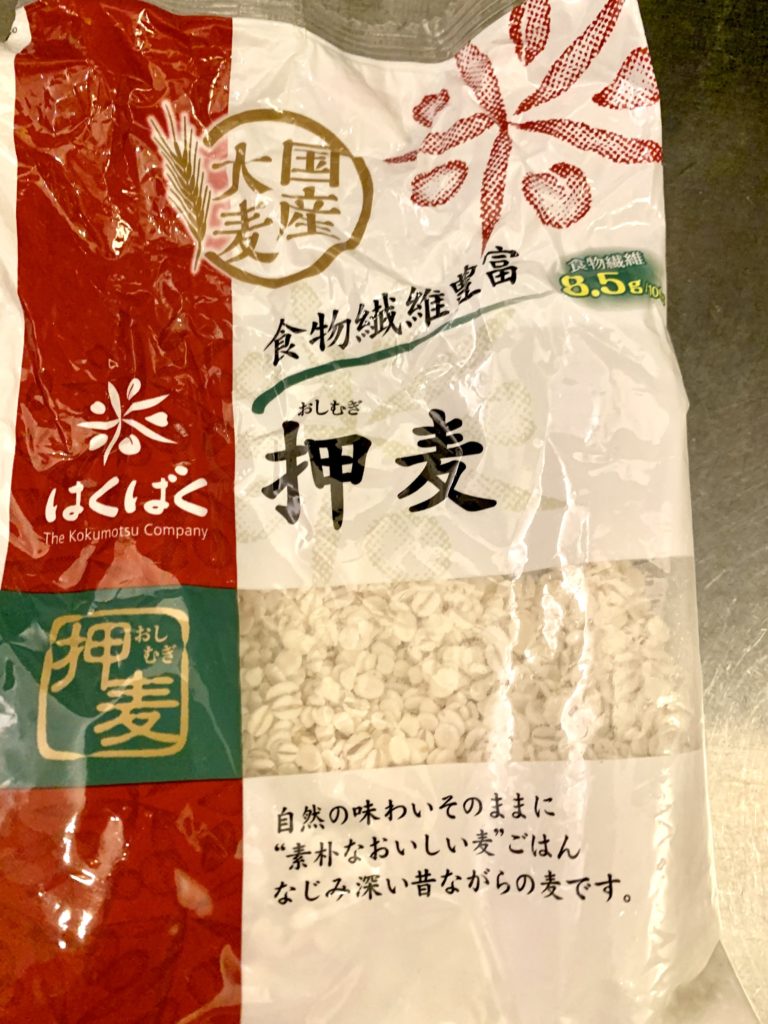 国産
大麦
食物繊維豊富
食物繊維
8.5g
おしむぎ
押麦
はくばく
The Kokumotsu Company
おしむぎ
押麦
自然の味わいそのままに
“素朴なおいしい麦”ごはん
なじみ深い昔ながらの麦です。